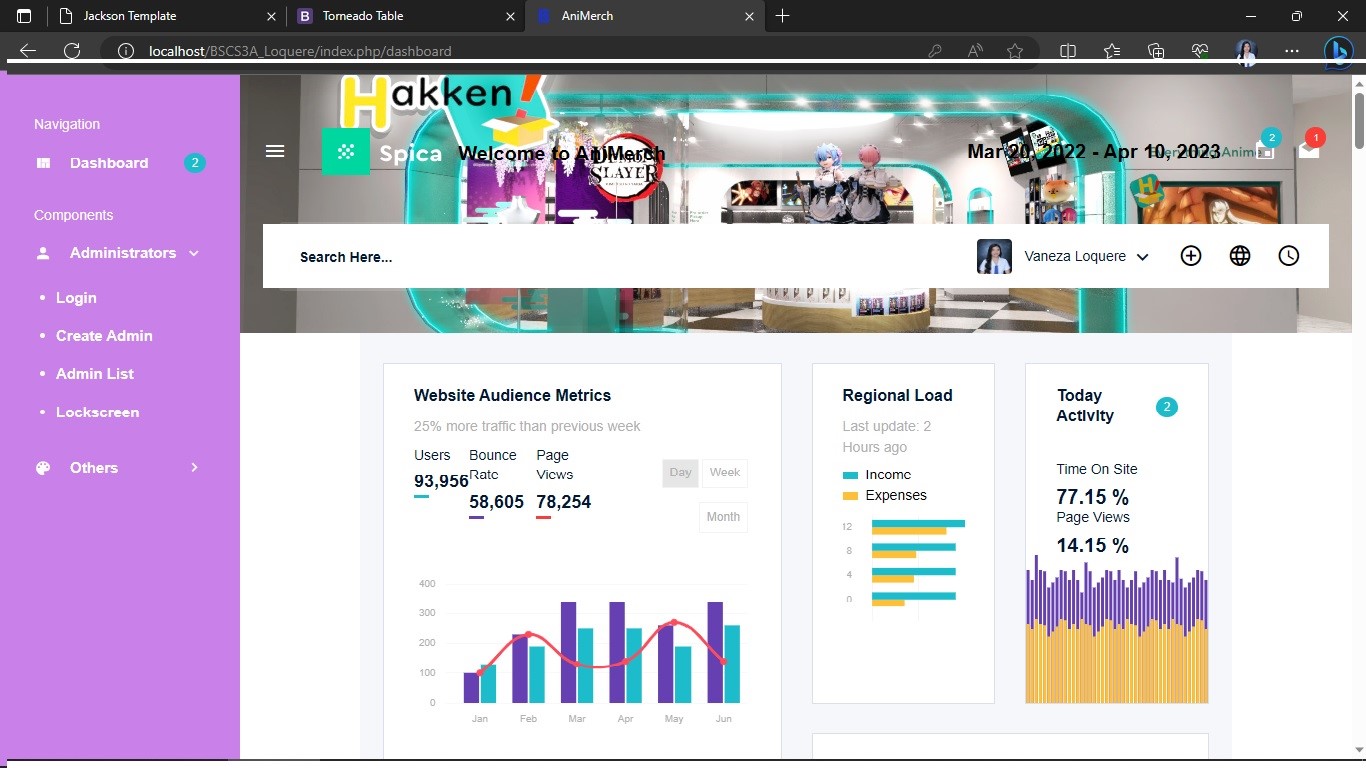 Jackson Template
B Torneado Table
AniMerch
localhost/BSCS3A_Loquere/index.php/dashboard
Navigation
Dashboard 2
Components
Administrators
Login
Create Admin
Admin List
Lockscreen
Others
Hakken!
Spica Welcome to AniMerch
DEMON
SLAYER
Mar 20, 2022 - Apr 10, 2023
2
1
H
Search Here...
Vaneza Loquere
Website Audience Metrics
25% more traffic than previous week
Users
93,956
Bounce
Rate
58,605
Page
Views
78,254
Day Week
Month
400
300
200
100
0
Jan Feb Mar Apr May Jun
Regional Load
Last update: 2
Hours ago
Income
Expenses
12
8
4
0
Today
Activity
2
Time On Site
77.15 %
Page Views
14.15 %